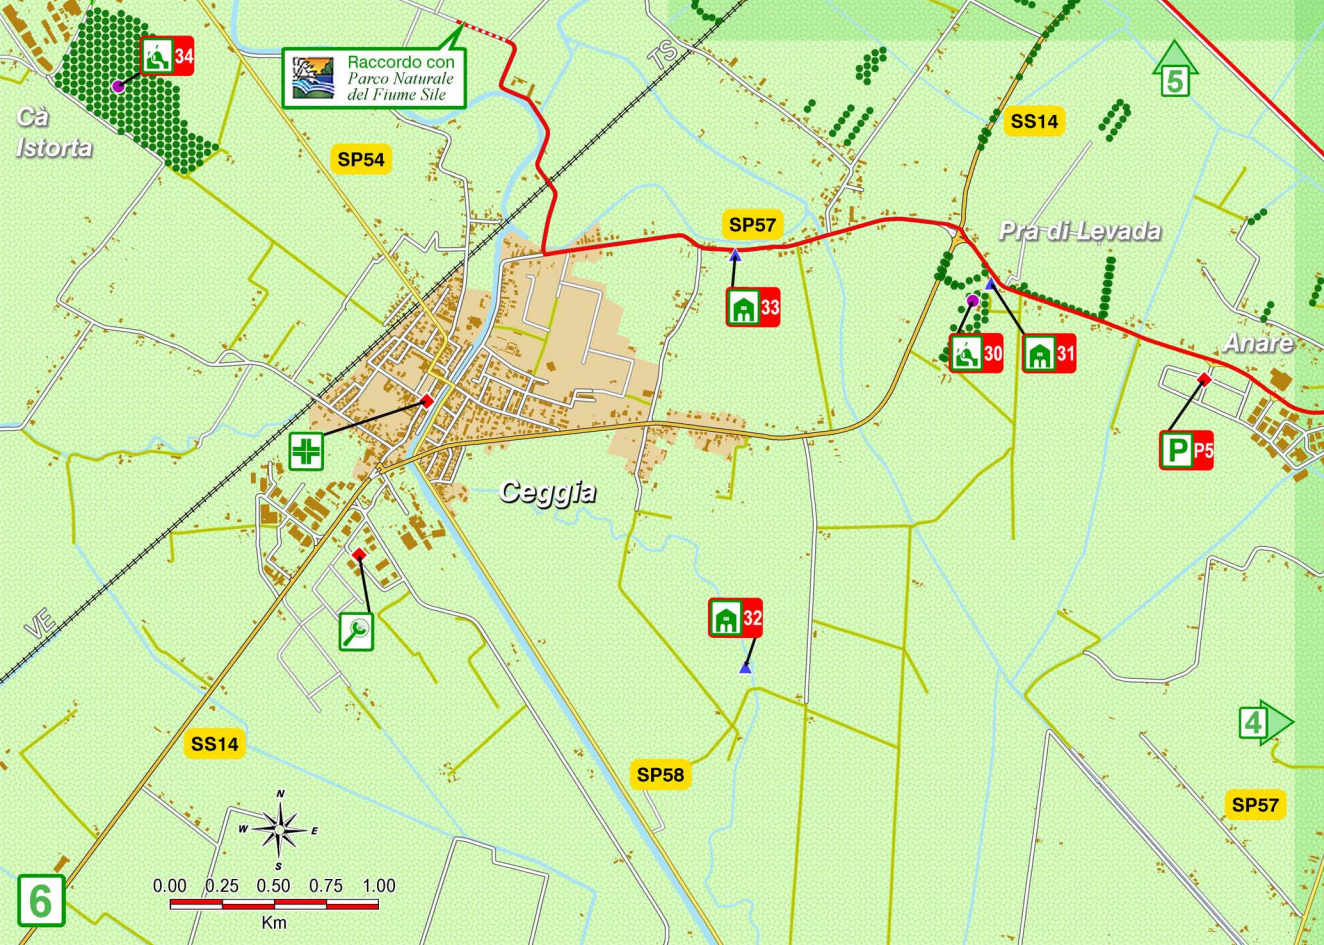 34
Raccordo con
Parco Naturale
del Fiume Sile
TS
5
Cà
Istorta
SP54
SS14
SP57
Prà di Levada
33
30
31
Anare
P P5
Ceggia
32
VE
SS14
SP58
4
SP57
N
W E
S
6
0.00 0.25 0.50 0.75 1.00
Km